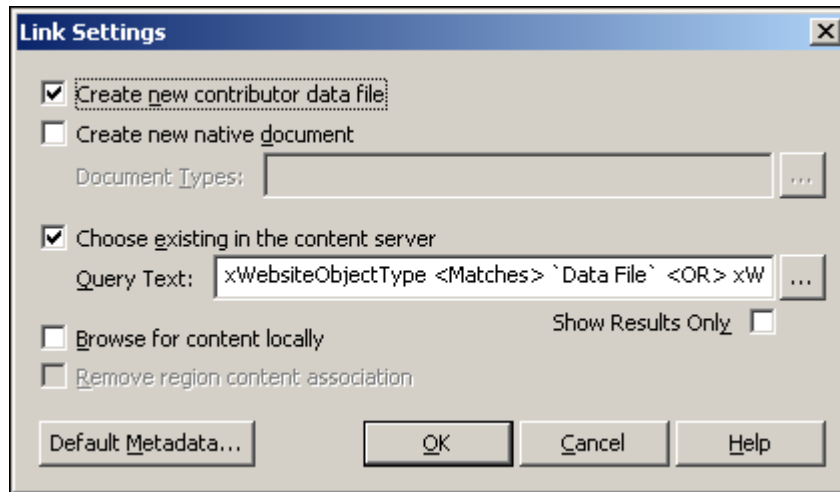 Link Settings
Create new contributor data file
Create new native document
Document Types:
...
Choose existing in the content server
Query Text: xWebsiteObjectType <Matches> `Data File` <OR> xW ...
Show Results Only
Browse for content locally
Remove region content association
Default Metadata... OK Cancel Help